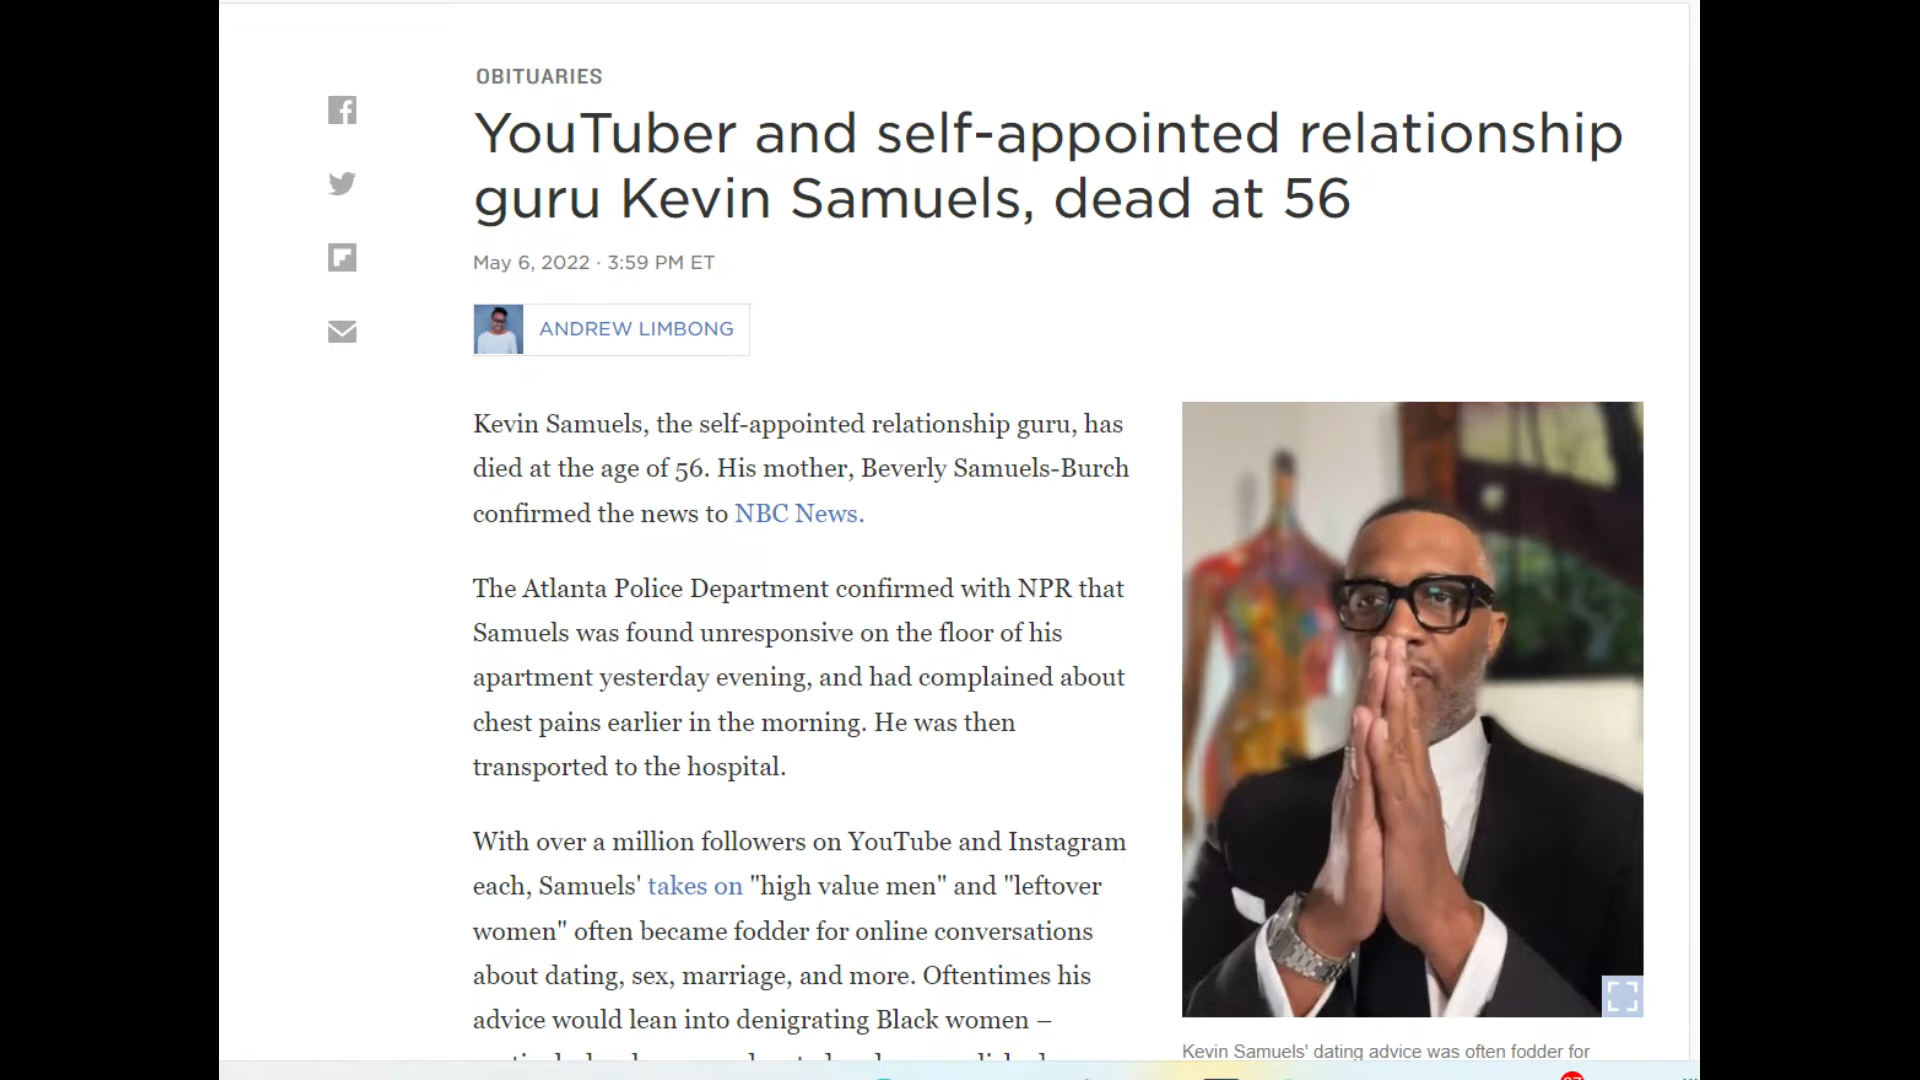 OBITUARIES
YouTuber and self-appointed relationship
guru Kevin Samuels, dead at 56
May 6, 2022 · 3:59 PM ET
ANDREW LIMBONG
Kevin Samuels, the self-appointed relationship guru, has
died at the age of 56. His mother, Beverly Samuels-Burch
confirmed the news to NBC News.
The Atlanta Police Department confirmed with NPR that
Samuels was found unresponsive on the floor of his
apartment yesterday evening, and had complained about
chest pains earlier in the morning. He was then
transported to the hospital.
With over a million followers on YouTube and Instagram
each, Samuels' takes on "high value men" and "leftover
women" often became fodder for online conversations
about dating, sex, marriage, and more. Oftentimes his
advice would lean into denigrating Black women –
Kevin Samuels' dating advice was often fodder for